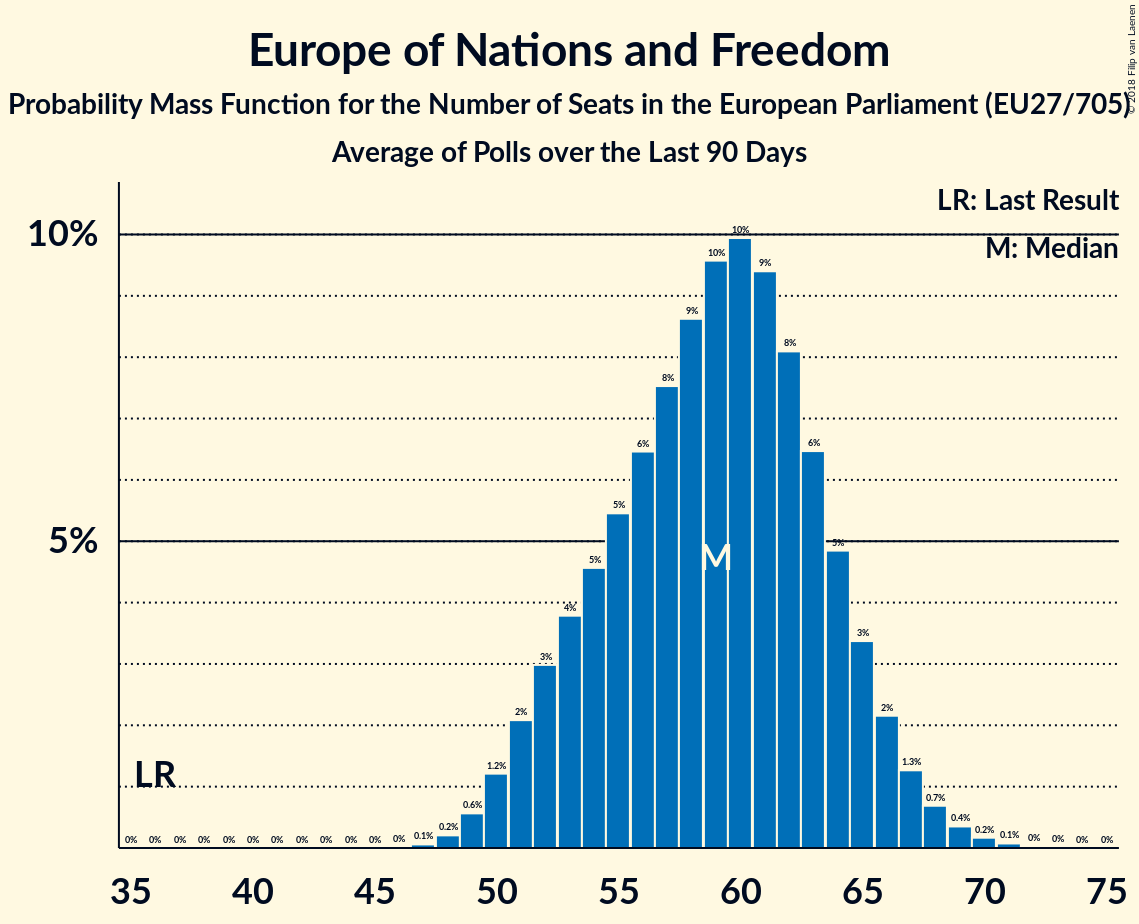 Europe of Nations and Freedom
Probability Mass Function for the Number of Seats in the European Parliament (EU27/705)
Average of Polls over the Last 90 Days
© 2018 Filip van Laenen
LR: Last Result
M: Median
10%
5%
LR
M
0% 0% 0% 0% 0% 0% 0% 0% 0% 0% 0% 0% 0.1% 0.2% 0.6% 1.2% 2% 3% 4% 5% 5% 6% 8% 9% 10% 10% 9% 8% 6% 5% 3% 2% 1.3% 0.7% 0.4% 0.2% 0.1% 0% 0% 0% 0%
35 40 45 50 55 60 65 70 75